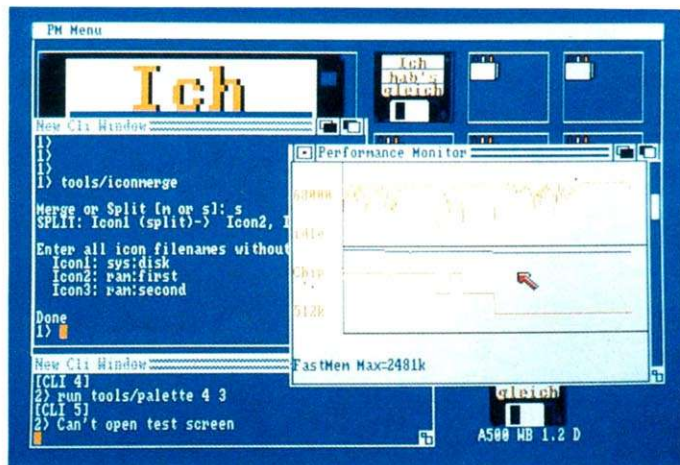 PM Menu
Ich
Ich
hab's
gleich
New Cli Window
1>
1>
1>
1> tools/iconmerge
Merge or Split [m or s]: s
SPLIT: Icon1 (split)-> Icon2, I
Enter all icon filenames without
Icon1: sys:disk
Icon2: ram:first
Icon3: ram:second
Done
1>
Performance Monitor
68000
idle
Chip
512k
FastMem Max=2481k
New Cli Window
[CLI 4]
2> run tools/palette 4 3
[CLI 5]
2> Can't open test screen
gleich
A500 WB 1.2 D